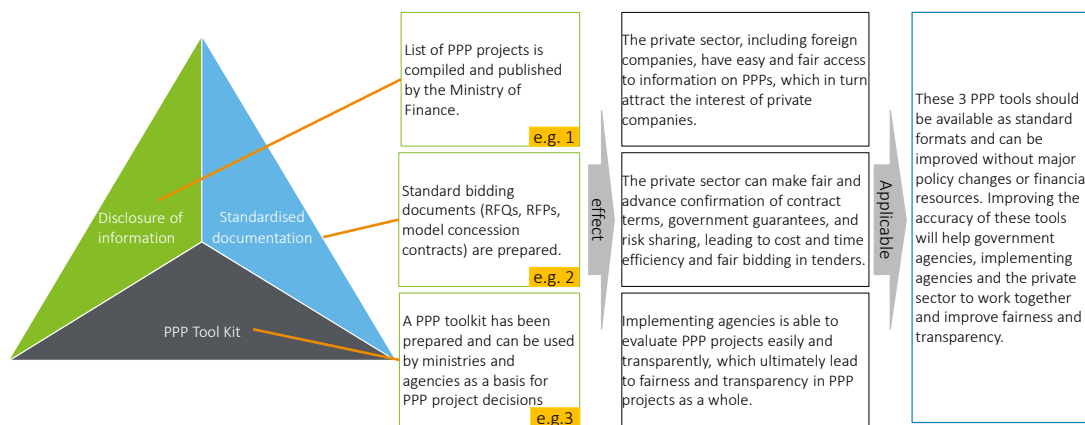 Disclosure of
information
Standardised
documentation
PPP Tool Kit
List of PPP projects is
compiled and published
by the Ministry of
Finance.
e.g. 1
Standard bidding
documents (RFQs, RFPs,
model concession
contracts) are prepared.
e.g. 2
A PPP toolkit has been
prepared and can be used
by ministries and
agencies as a basis for
PPP project decisions
e.g.3
effect
The private sector, including foreign
companies, have easy and fair access
to information on PPPs, which in turn
attract the interest of private
companies.
The private sector can make fair and
advance confirmation of contract
terms, government guarantees, and
risk sharing, leading to cost and time
efficiency and fair bidding in tenders.
Implementing agencies is able to
evaluate PPP projects easily and
transparently, which ultimately lead
to fairness and transparency in PPP
projects as a whole.
Applicable
These 3 PPP tools should
be available as standard
formats and can be
improved without major
policy changes or financia
resources. Improving the
accuracy of these tools
will help government
agencies, implementing
agencies and the private
sector to work together
and improve fairness and
transparency.